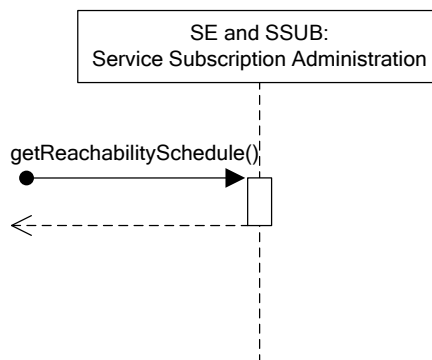 SE and SSUB:
Service Subscription Administration
getReachabilitySchedule()